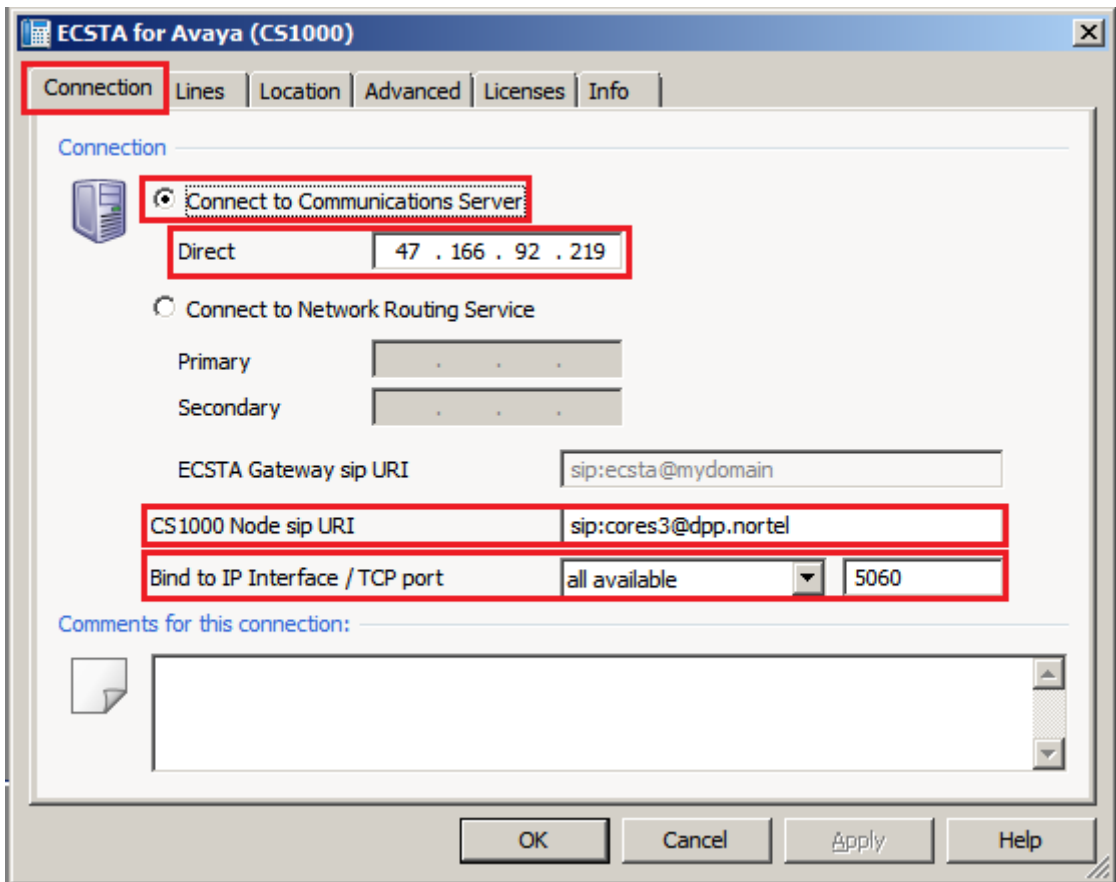 ECSTA for Avaya (CS1000)
Connection Lines Location Advanced Licenses Info
Connection
Connect to Communications Server
Direct 47 . 166 . 92 . 219
Connect to Network Routing Service
Primary . . .
Secondary . . .
ECSTA Gateway sip URI sip:ecsta@mydomain
CS1000 Node sip URI sip:cores3@dpp.nortel
Bind to IP Interface / TCP port all available 5060
Comments for this connection:
OK Cancel Apply Help